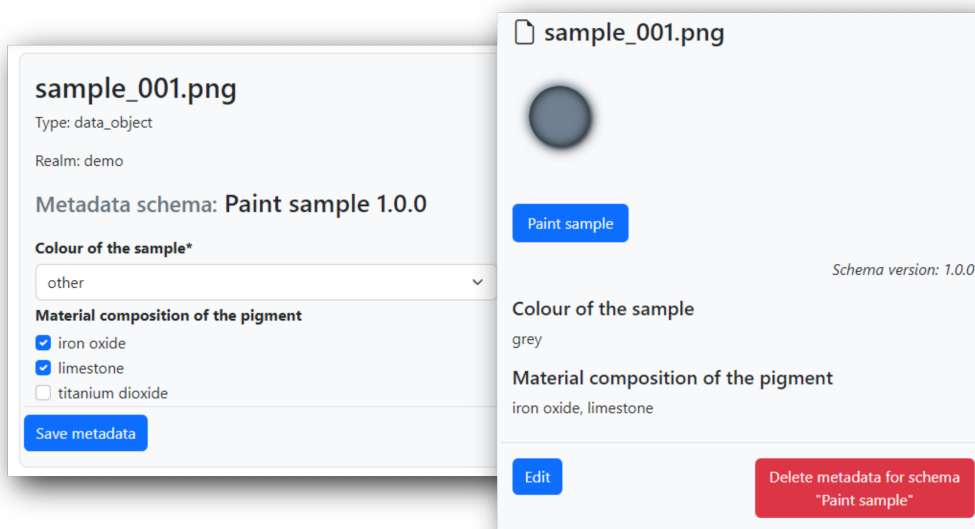 sample_001.png
Type: data_object
Realm: demo
Metadata schema: Paint sample 1.0.0
Colour of the sample*
other
Material composition of the pigment
iron oxide
limestone
titanium dioxide
Save metadata
sample_001.png
Paint sample
Schema version: 1.0.0
Colour of the sample
grey
Material composition of the pigment
iron oxide, limestone
Edit
Delete metadata for schema
"Paint sample"